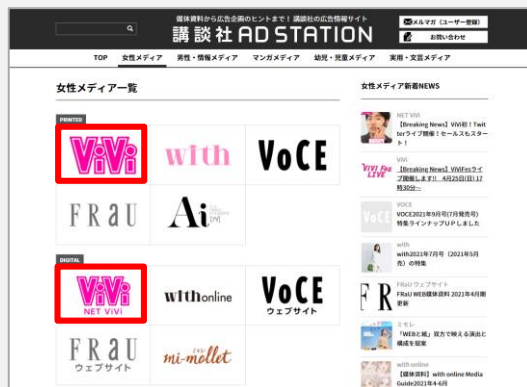 媒体資料から広告企画のヒントまで！ 講談社の広告情報サイト
講談社 AD STATION
メルマガ（ユーザー登録）
お問い合わせ
TOP 女性メディア 男性・情報メディア マンガメディア 幼児・児童メディア 実用・文芸メディア
女性メディア一覧
PRINTED
ViVi
with
VoCE
FRaU
Ai
DIGITAL
ViVi
NET ViVi
withonline
VoCE
ウェブサイト
FRaU
ウェブサイト
mi-mollet
女性メディア新着NEWS
NET ViVi
【Breaking News】ViVi初！Twit
terライブ開催！セールスもスター
ト！
ViVi Fes
LIVE
ViVi
【Breaking News】ViViFesライ
ブ開催します!! 4月25日(日) 17
時30分～
VoCE
VOCE
VOCE2021年9月号(7月発売号)
特集ラインナップUPしました
with
with2021年7月号（2021年5月
売）の特集
FR
FRaU ウェブサイト
FRaU WEB媒体資料 2021年4月期
更新
ミモレ
「WEBと紙」双方で映える演出と
構成を提案
with online
【媒体資料】with online Media
Guide2021年4-6月